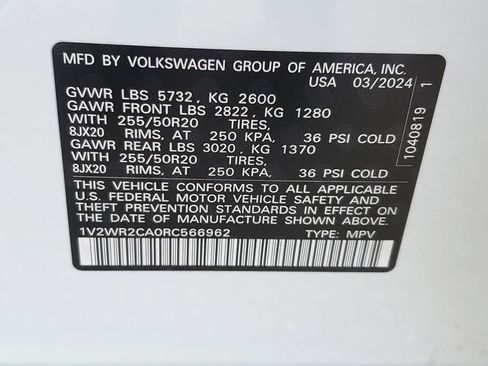 MFD BY VOLKSWAGEN GROUP OF AMERICA, INC.
USA 03/2024
GVWR LBS 5732, KG 2600
GAWR FRONT LBS 2822, KG 1280
WITH 255/50R20 TIRES,
8JX20 RIMS, AT 250 KPA, 36 PSI COLD
GAWR REAR LBS 3020, KG 1370
WITH 255/50R20 TIRES,
8JX20 RIMS, AT 250 KPA, 36 PSI COLD
THIS VEHICLE CONFORMS TO ALL APPLICABLE
U.S. FEDERAL MOTOR VEHICLE SAFETY AND
THEFT PREVENTION STANDARDS IN EFFECT ON
THE DATE OF MANUFACTURE SHOWN ABOVE.
1V2WR2CA0RC566962 TYPE: MPV
1040819 1